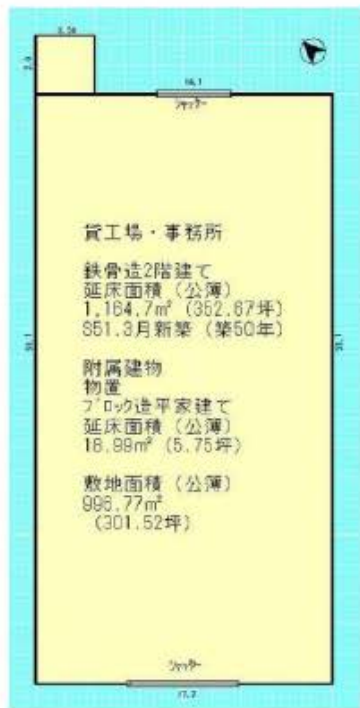 シャッター
貸工場・事務所
鉄骨造2階建て
延床面積（公簿）
1,164.7㎡（352.67坪）
S51.3月新築（築50年）
附属建物
物置
ブロック造平家建て
延床面積（公簿）
18.99㎡（5.75坪）
敷地面積（公簿）
996.77㎡
（301.52坪）
シャッター
17.2